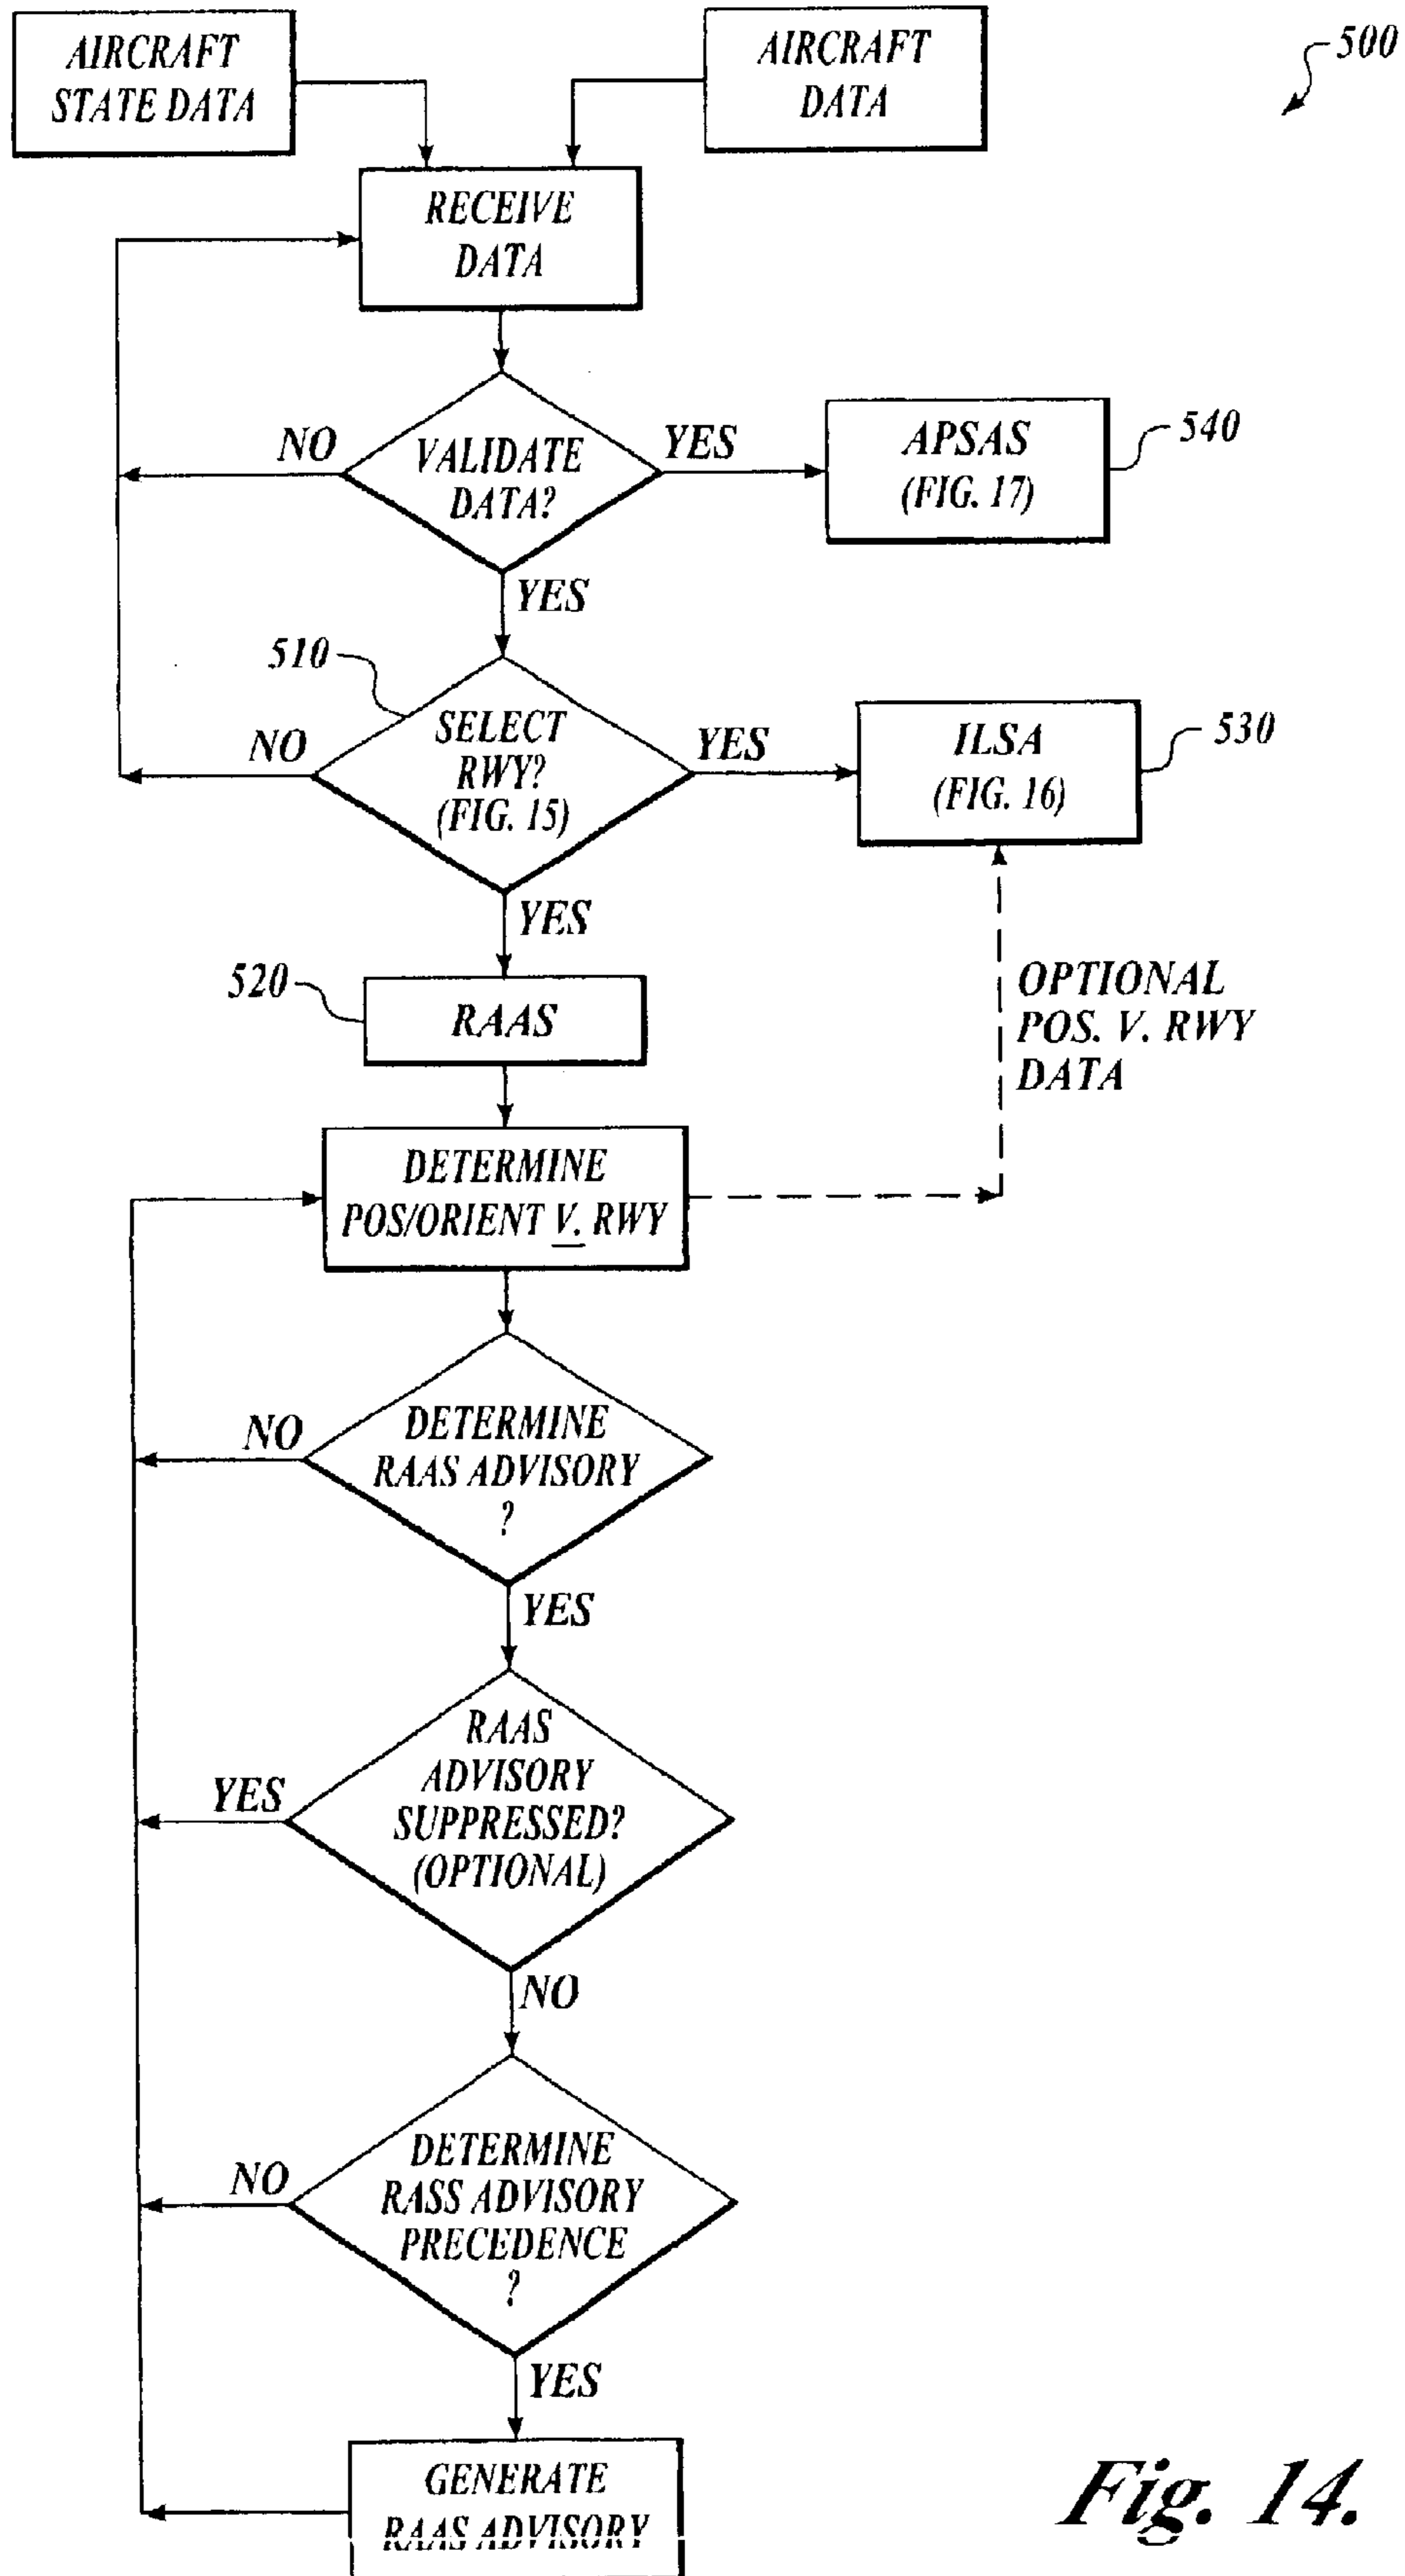 AIRCRAFT
STATE DATA
AIRCRAFT
DATA
500
RECEIVE
DATA
NO
VALIDATE
DATA?
YES
APSAS
(FIG. 17)
540
YES
510
NO
SELECT
RWY?
(FIG. 15)
YES
ILSA
(FIG. 16)
530
YES
520
RAAS
OPTIONAL
POS. V. RWY
DATA
DETERMINE
POS/ORIENT V. RWY
NO
DETERMINE
RAAS ADVISORY
?
YES
YES
RAAS
ADVISORY
SUPPRESSED?
(OPTIONAL)
NO
NO
DETERMINE
RASS ADVISORY
PRECEDENCE
?
YES
GENERATE
RAAS ADVISORY
Fig. 14.